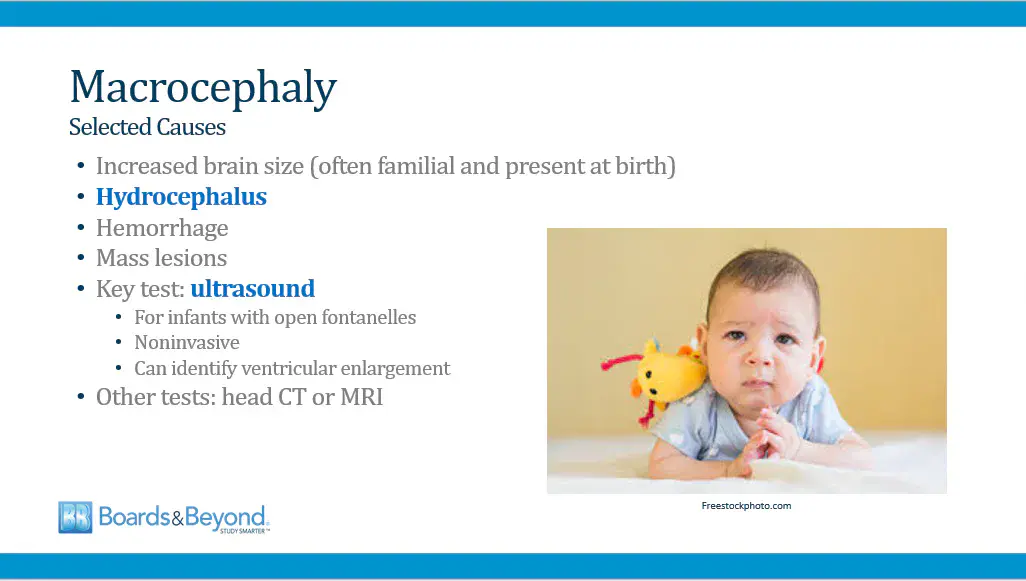 Macrocephaly
Selected Causes
• Increased brain size (often familial and present at birth)
• Hydrocephalus
• Hemorrhage
• Mass lesions
• Key test: ultrasound
• For infants with open fontanelles
• Noninvasive
• Can identify ventricular enlargement
• Other tests: head CT or MRI
Freestockphoto.com
BB Boards&Beyond®
STUDY SMARTER™